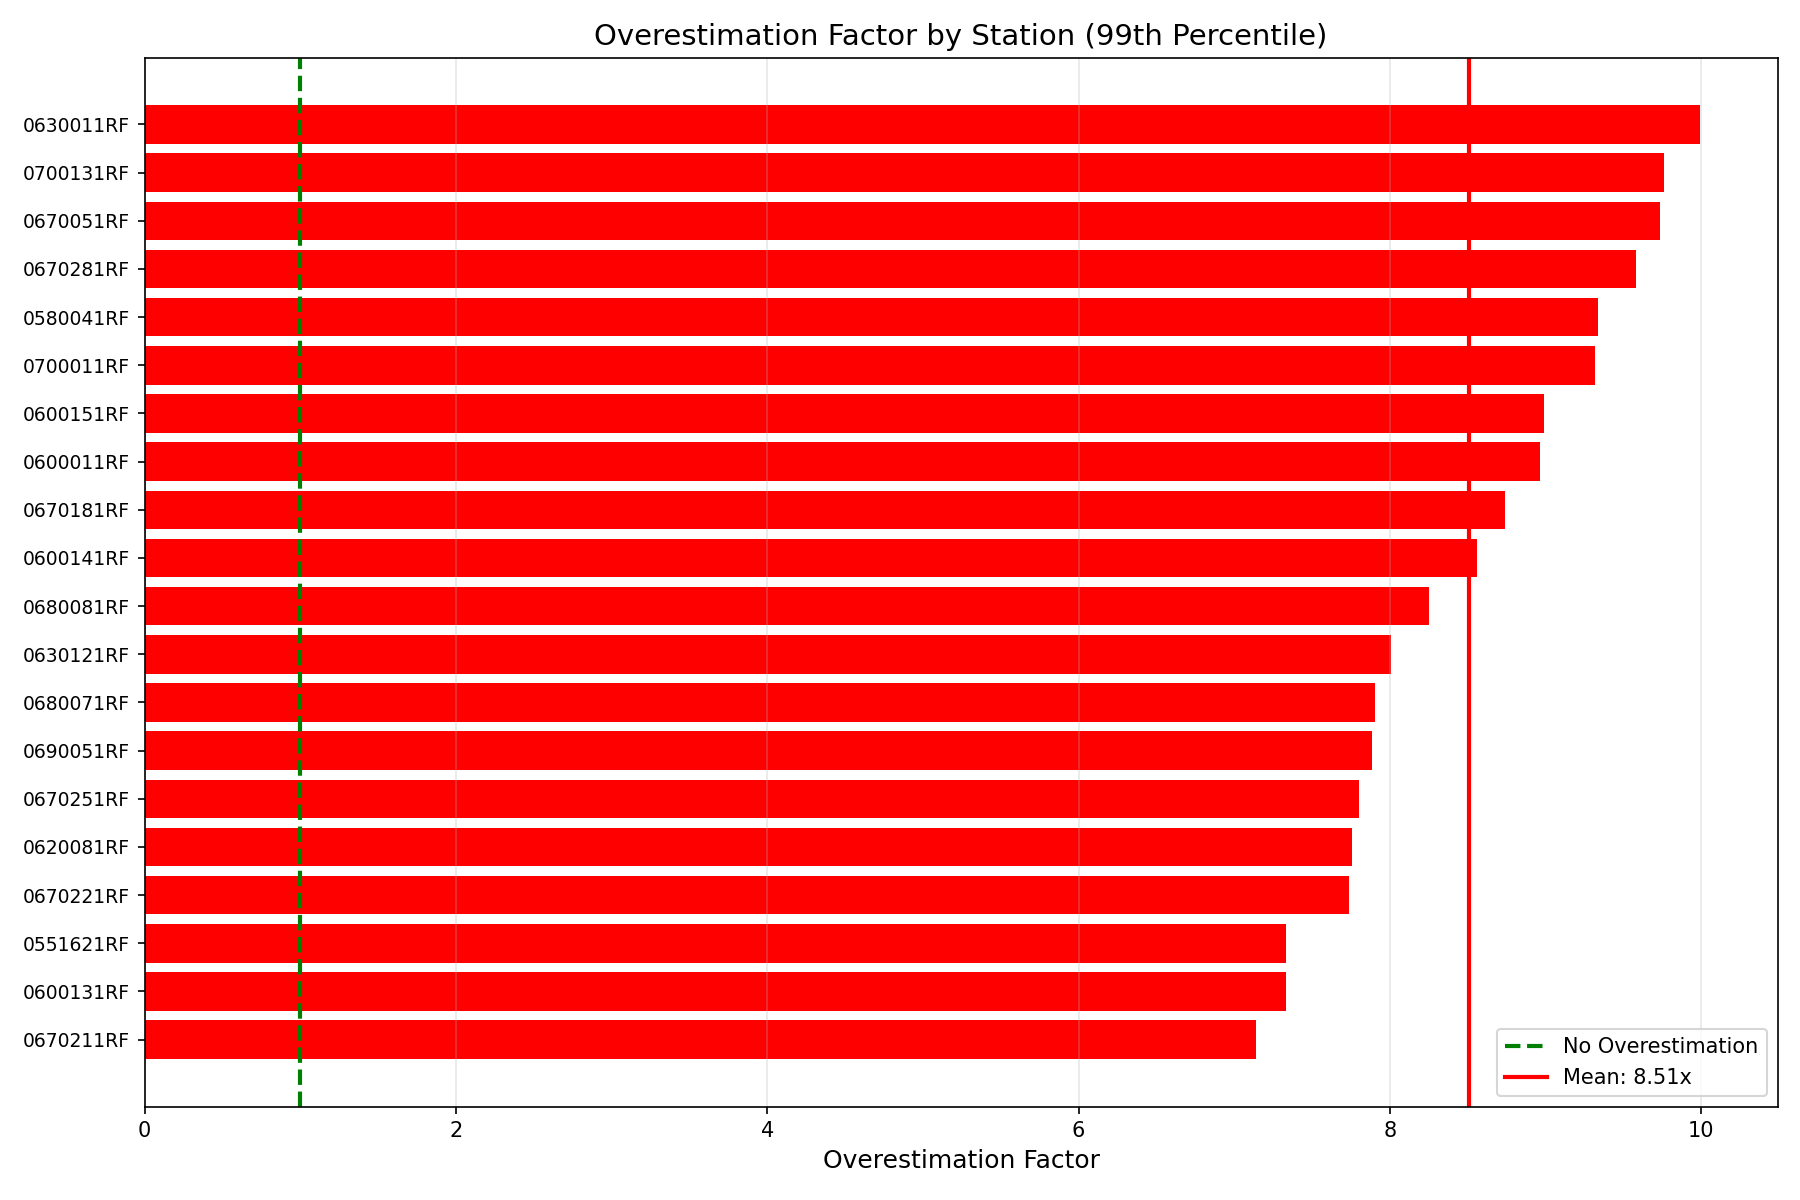 Overestimation Factor by Station (99th Percentile)
0630011RF
0700131RF
0670051RF
0670281RF
0580041RF
0700011RF
0600151RF
0600011RF
0670181RF
0600141RF
0680081RF
0630121RF
0680071RF
0690051RF
0670251RF
0620081RF
0670221RF
0551621RF
0600131RF
0670211RF
No Overestimation
Mean: 8.51x
0 2 4 6 8 10
Overestimation Factor